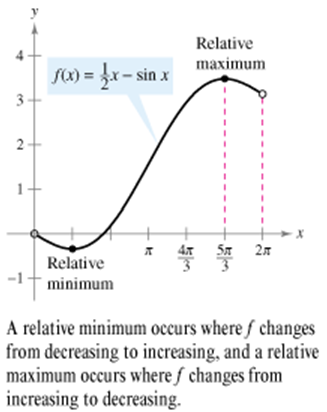 y
4
Relative
maximum
f(x) = 1/2 x − sin x
3
2
1
x
π
4π/3
5π/3
2π
Relative
minimum
−1
A relative minimum occurs where f changes
from decreasing to increasing, and a relative
maximum occurs where f changes from
increasing to decreasing.